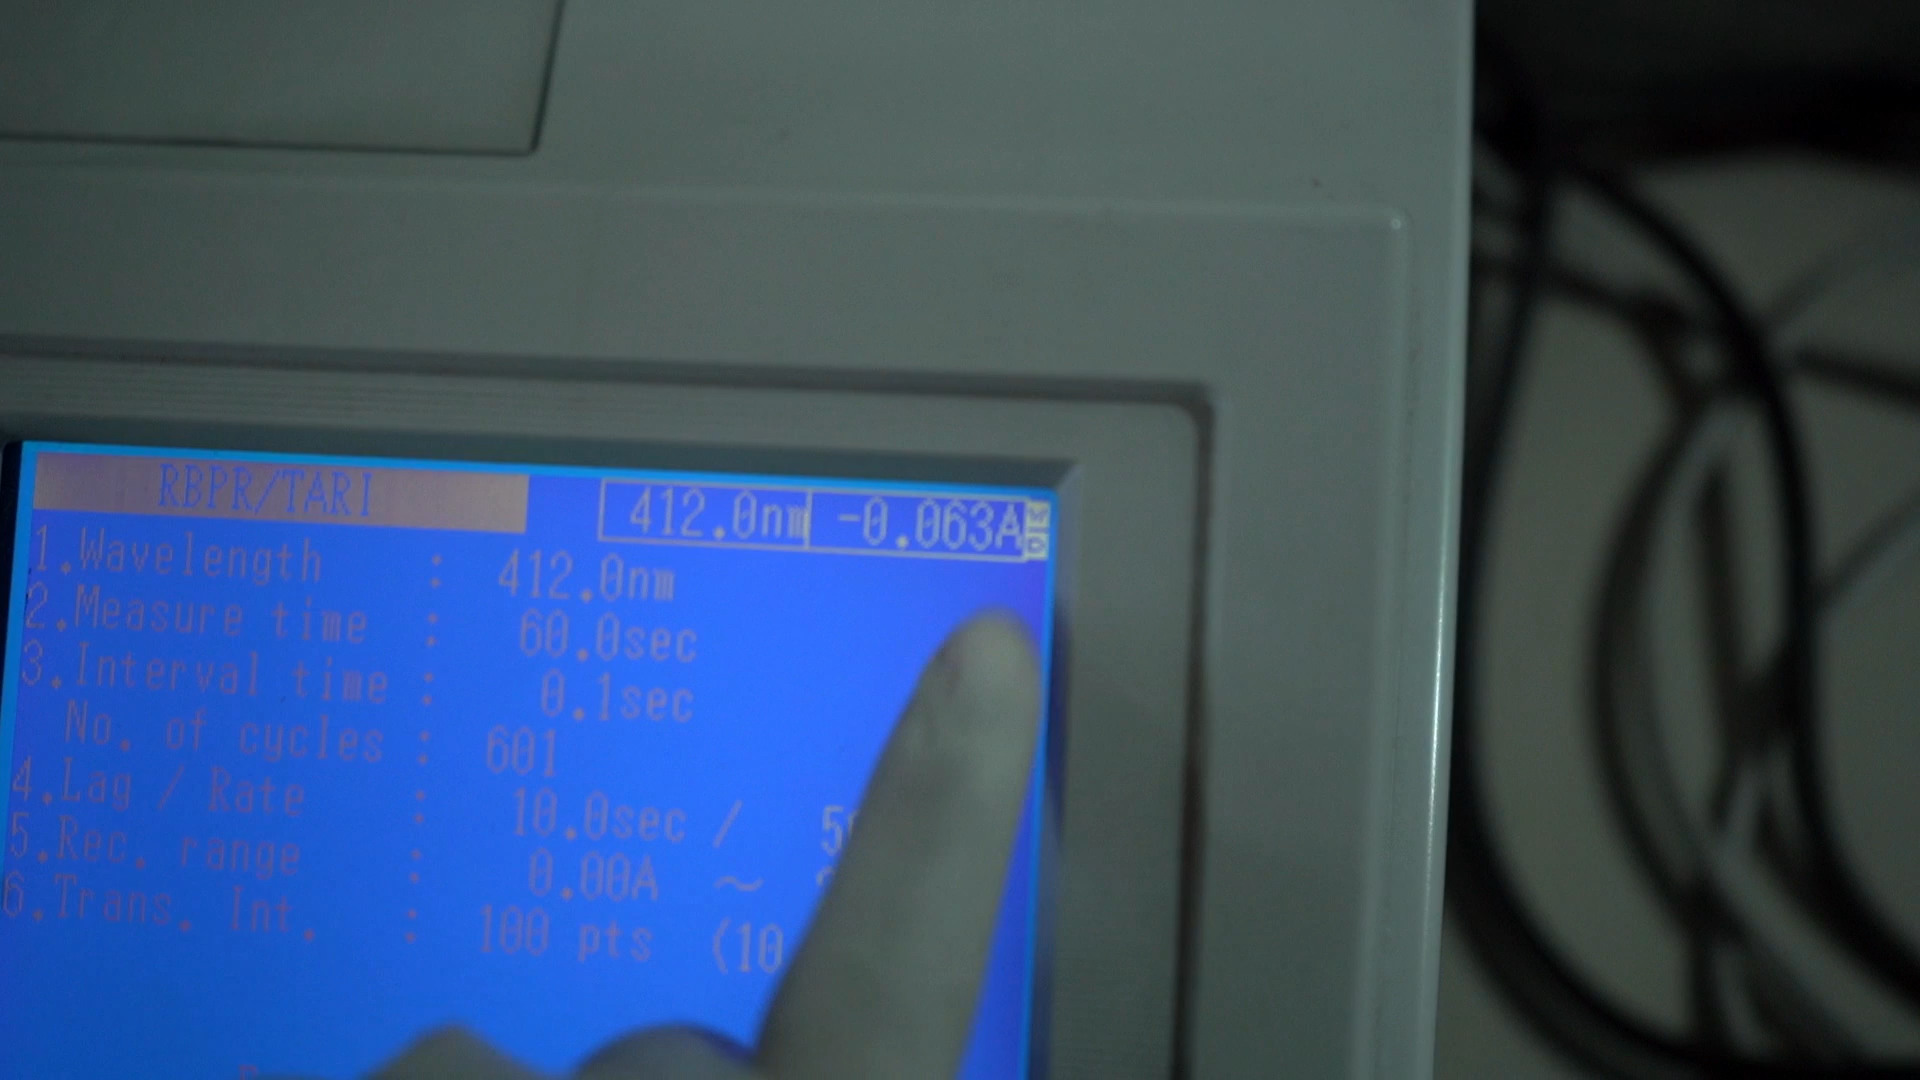 RBPR/TARI 412.0nm -0.063A
1.Wavelength : 412.0nm
2.Measure time : 60.0sec
3.Interval time : 0.1sec
No. of cycles : 601
4.Lag / Rate : 10.0sec /
5.Rec. range : 0.00A ~
6.Trans. Int. : 100 pts (10